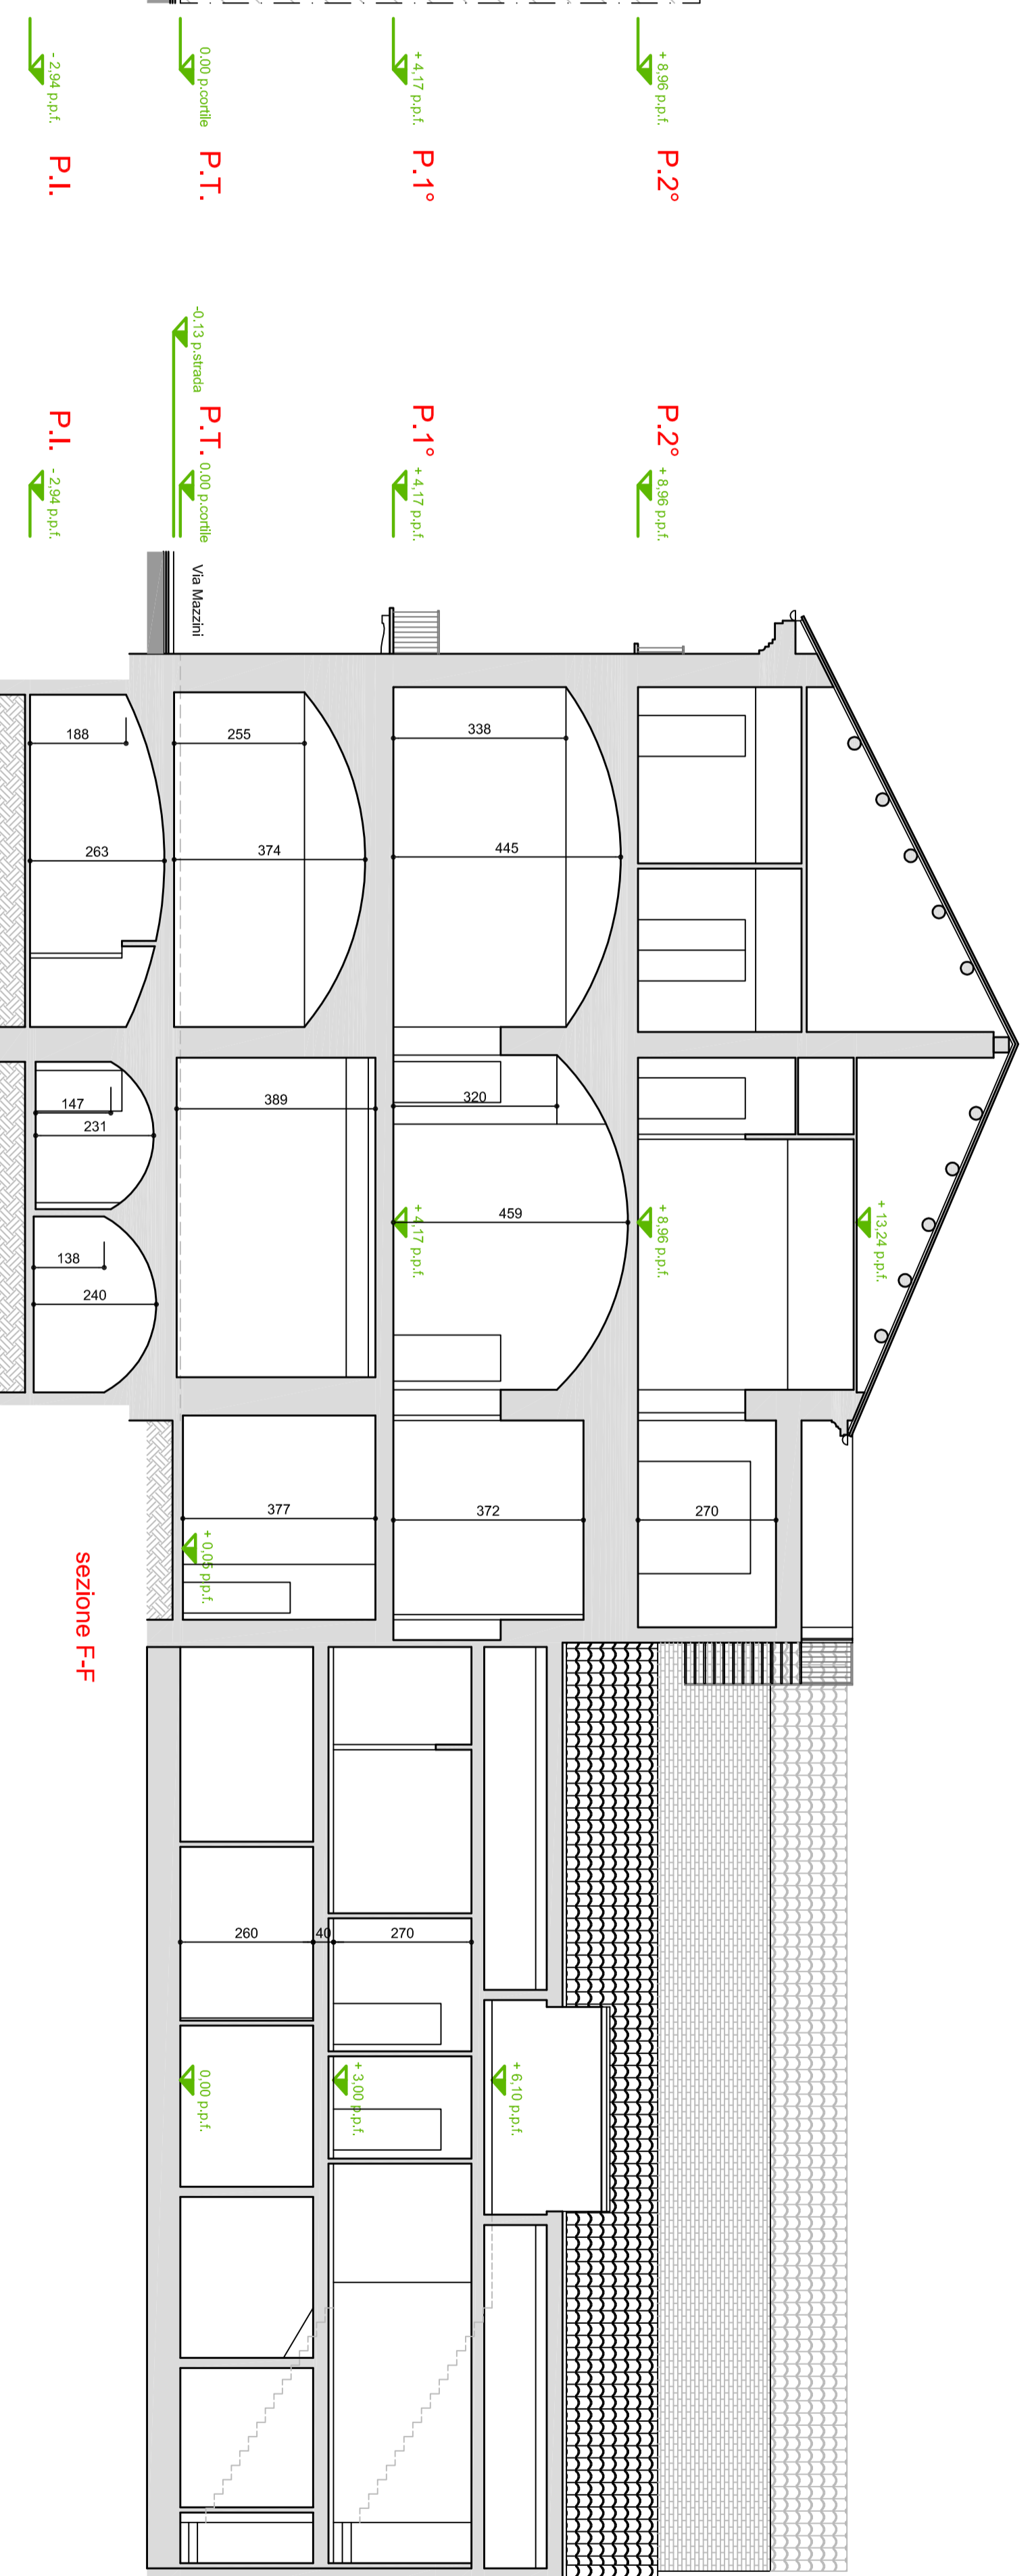 + 8,96 p.p.f.
P.2°
+ 4,17 p.p.f.
P.1°
0.00 p.cortile
P.T.
- 2,94 p.p.f.
P.I.
P.2°
+ 8,96 p.p.f.
P.1°
+ 4,17 p.p.f.
-0.13 p.strada
P.T.
0.00 p.cortile
P.I.
- 2,94 p.p.f.
Via Mazzini
338
255
188
445
374
263
320
389
147
231
+ 13,24 p.p.f.
+ 8,96 p.p.f.
459
+ 4,17 p.p.f.
138
240
270
372
377
+ 0,05 p.p.f.
sezione F-F
270
40
260
+ 6,10 p.p.f.
+ 3,00 p.p.f.
0,00 p.p.f.